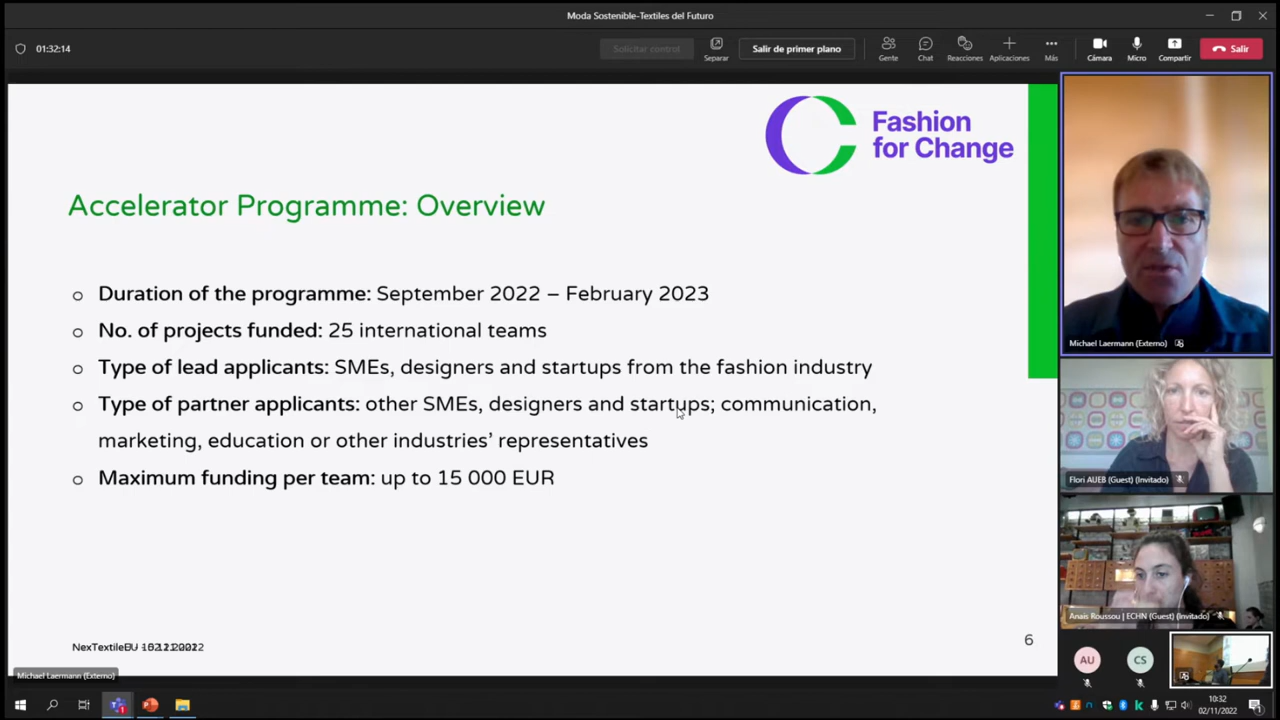 Moda Sostenible-Textiles del Futuro
01:32:14
Solicitar control
Separar
Salir de primer plano
Gente
Chat
Reacciones
Aplicaciones
Más
Cámara
Micro
Compartir
Salir
Fashion
for Change
Accelerator Programme: Overview
Duration of the programme: September 2022 – February 2023
No. of projects funded: 25 international teams
Type of lead applicants: SMEs, designers and startups from the fashion industry
Type of partner applicants: other SMEs, designers and startups; communication,
marketing, education or other industries’ representatives
Maximum funding per team: up to 15 000 EUR
6
Michael Laermann (Externo)
Michael Laermann (Externo)
Flori AUEB (Guest) (Invitado)
Anais Roussou | ECHN (Guest) (Invitado)
AU
CS
10:32
02/11/2022